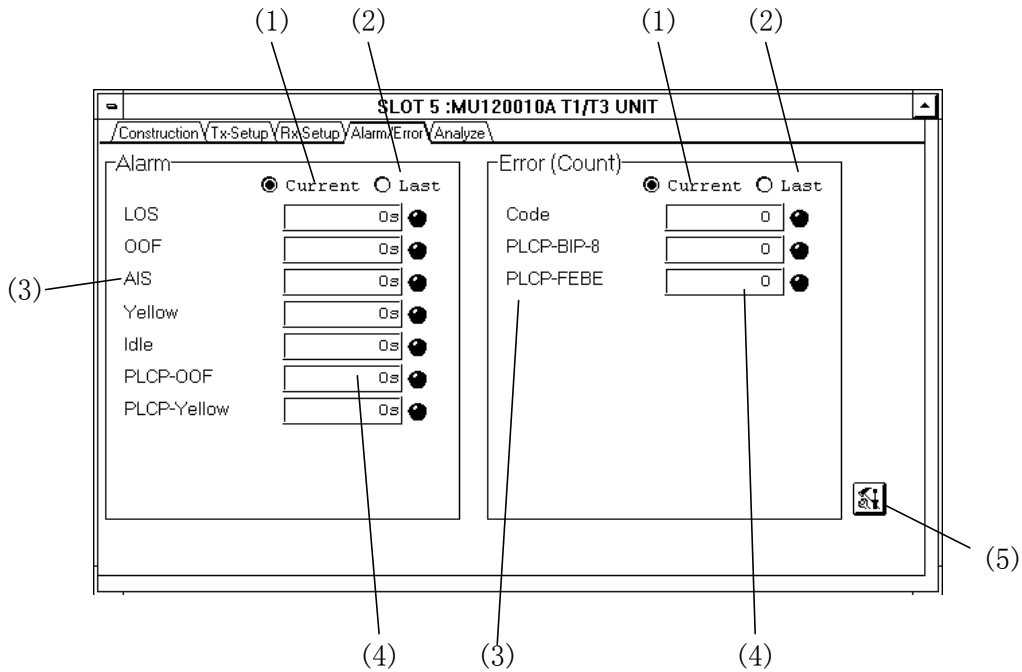 (1) (2) (1) (2)
SLOT 5 :MU120010A T1/T3 UNIT
Construction Tx-Setup Rx-Setup Alarm/Error Analyze
Alarm
Current Last
LOS 0s
OOF 0s
(3) AIS 0s
Yellow 0s
Idle 0s
PLCP-OOF 0s
PLCP-Yellow 0s
Error (Count)
Current Last
Code 0
PLCP-BIP-8 0
PLCP-FEBE 0
(5)
(4) (3) (4)